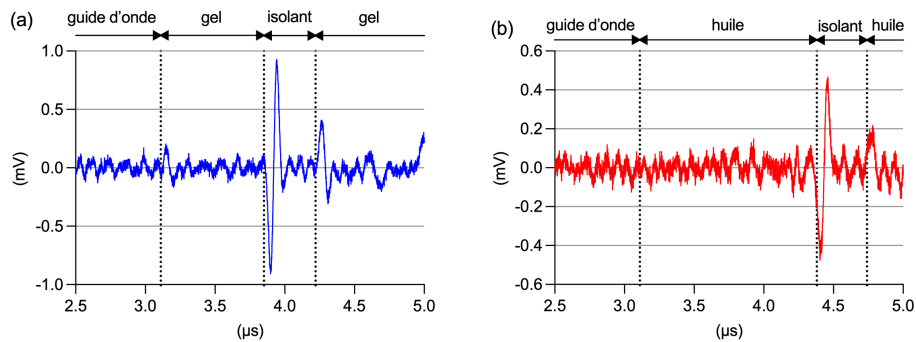 (a)
guide d'onde gel isolant gel
1.0
0.5
0.0
-0.5
-1.0
(mV)
2.5 3.0 3.5 4.0 4.5 5.0
(µs)
(b)
guide d'onde huile isolant huile
0.6
0.4
0.2
0.0
-0.2
-0.4
-0.6
(mV)
2.5 3.0 3.5 4.0 4.5 5.0
(µs)